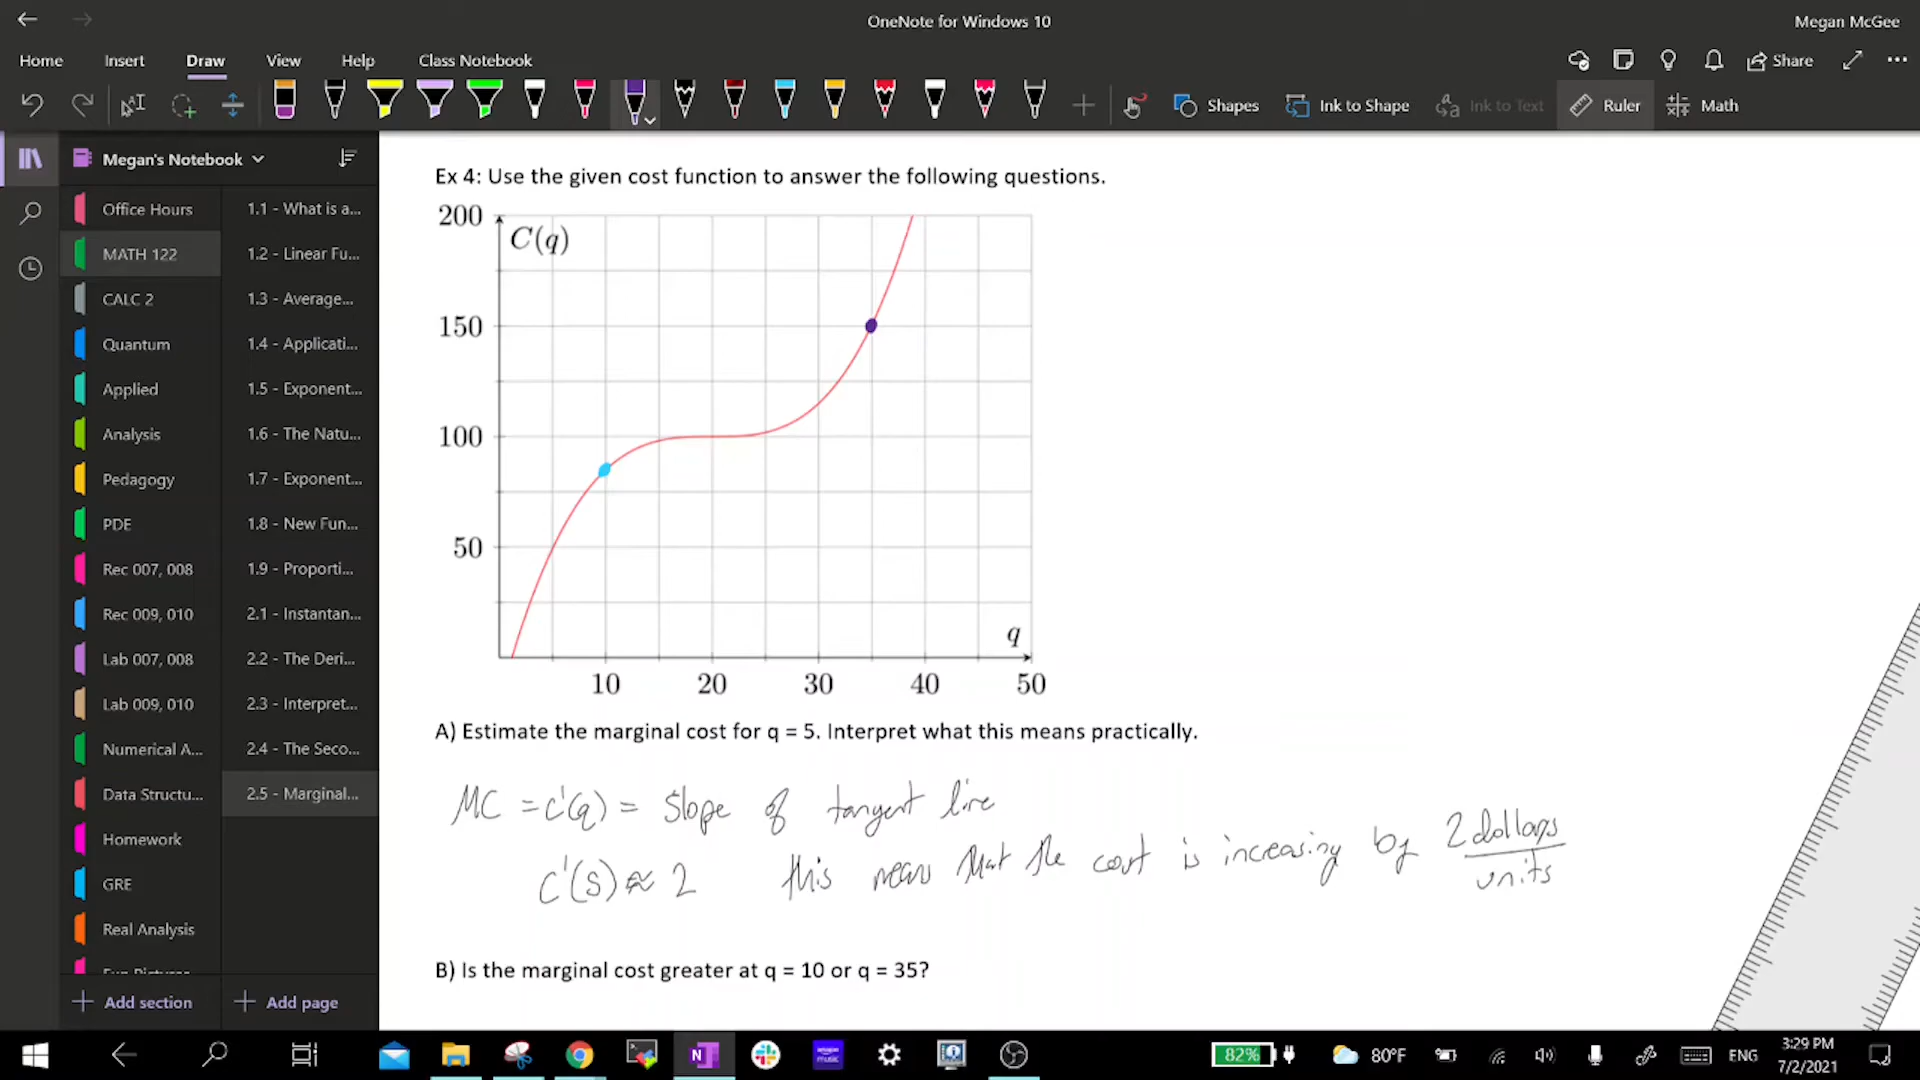 OneNote for Windows 10
Megan McGee
Home Insert Draw View Help Class Notebook
Share
Shapes Ink to Shape Ink to Text Ruler Math
Megan's Notebook
Office Hours
MATH 122
CALC 2
Quantum
Applied
Analysis
Pedagogy
PDE
Rec 007, 008
Rec 009, 010
Lab 007, 008
Lab 009, 010
Numerical A...
Data Structu...
Homework
GRE
Real Analysis
Add section
1.1 - What is a...
1.2 - Linear Fu...
1.3 - Average...
1.4 - Applicati...
1.5 - Exponent...
1.6 - The Natu...
1.7 - Exponent...
1.8 - New Fun...
1.9 - Proporti...
2.1 - Instantan...
2.2 - The Deri...
2.3 - Interpret...
2.4 - The Seco...
2.5 - Marginal...
Add page
Ex 4: Use the given cost function to answer the following questions.
200
C(q)
150
100
50
q
10 20 30 40 50
A) Estimate the marginal cost for q = 5. Interpret what this means practically.
MC = C'(q) = Slope of tangent line
C'(5) ≈ 2 this means that the cost is increasing by 2 dollars
units
B) Is the marginal cost greater at q = 10 or q = 35?
82%
80°F
ENG
3:29 PM
7/2/2021